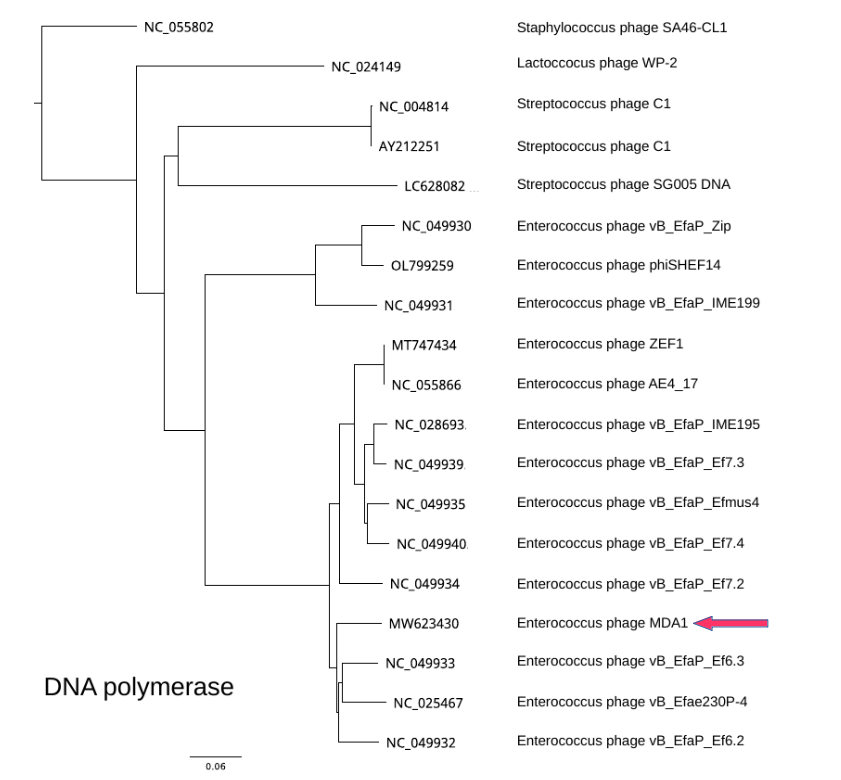 NC_055802 Staphylococcus phage SA46-CL1
NC_024149 Lactoccocus phage WP-2
NC_004814 Streptococcus phage C1
AY212251 Streptococcus phage C1
LC628082 ... Streptococcus phage SG005 DNA
NC_049930 Enterococcus phage vB_EfaP_Zip
OL799259 Enterococcus phage phiSHEF14
NC_049931 Enterococcus phage vB_EfaP_IME199
MT747434 Enterococcus phage ZEF1
NC_055866 Enterococcus phage AE4_17
NC_028693. Enterococcus phage vB_EfaP_IME195
NC_049939. Enterococcus phage vB_EfaP_Ef7.3
NC_049935 Enterococcus phage vB_EfaP_Efmus4
NC_049940. Enterococcus phage vB_EfaP_Ef7.4
NC_049934 Enterococcus phage vB_EfaP_Ef7.2
MW623430 Enterococcus phage MDA1
NC_049933 Enterococcus phage vB_EfaP_Ef6.3
NC_025467 Enterococcus phage vB_Efae230P-4
NC_049932 Enterococcus phage vB_EfaP_Ef6.2
DNA polymerase
0.06